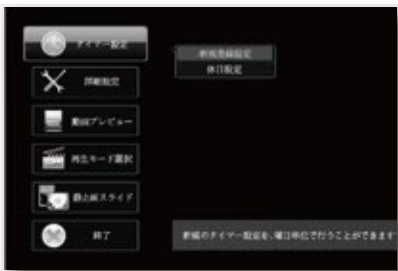 タイマー設定
新規登録設定
休日設定
詳細設定
動画プレビュー
再生モード選択
静止画スライド
終了
新規のタイマー設定を、曜日単位で行うことができます